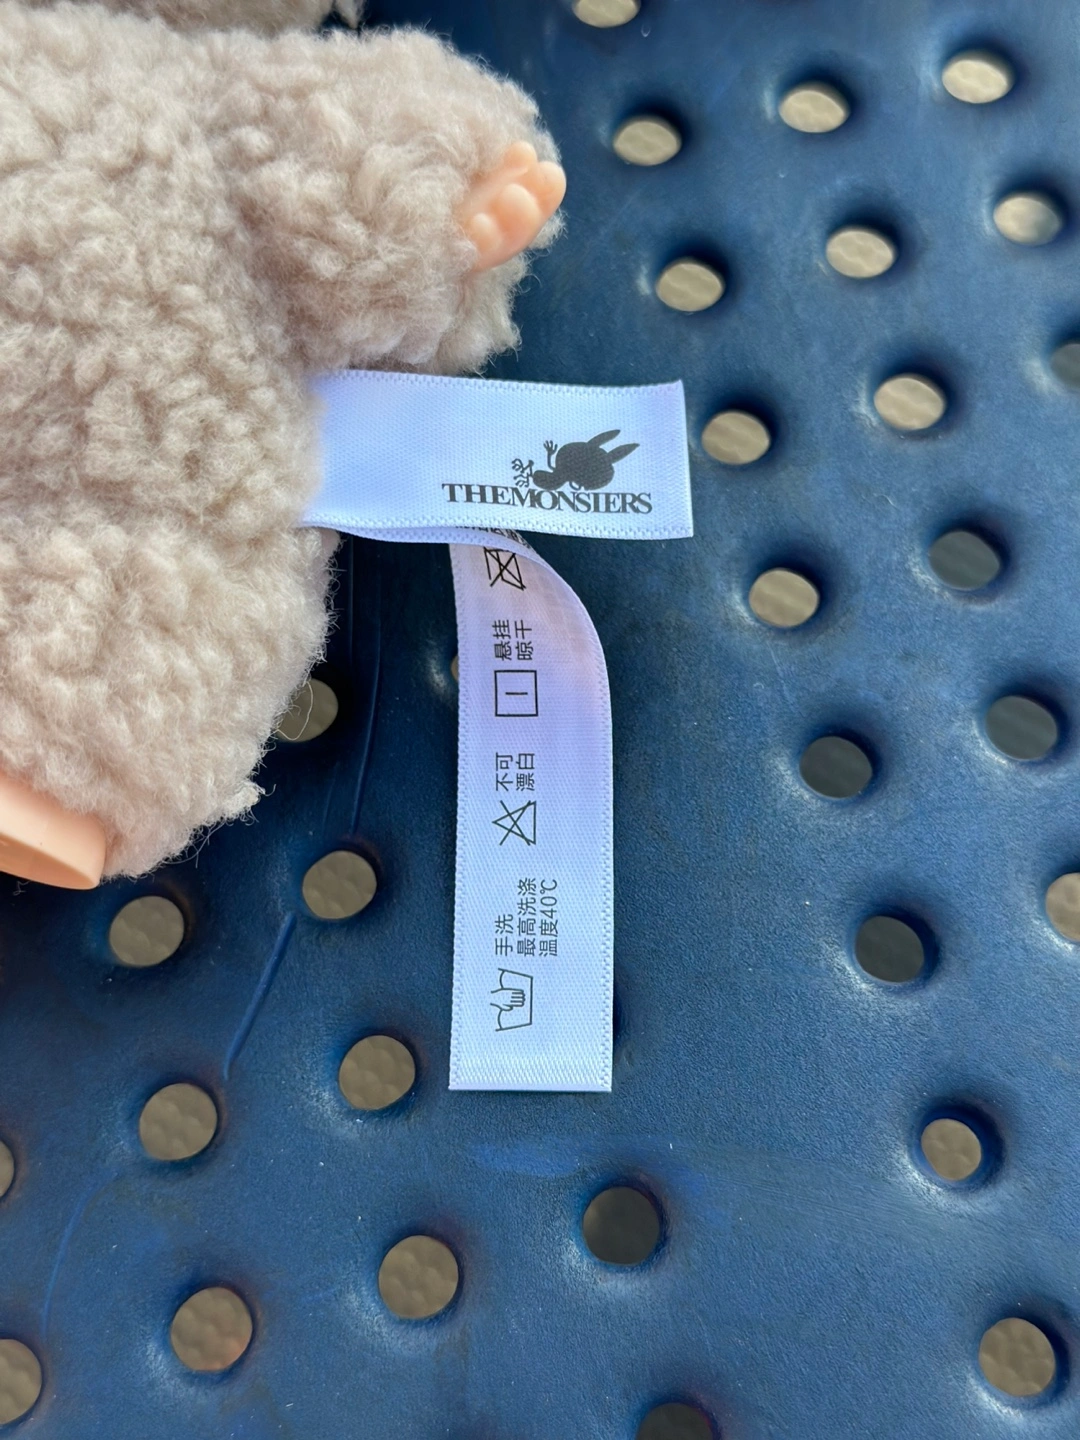 THEMONSIERS
悬挂
晾干
不可
漂白
手洗
最高洗涤
温度40℃